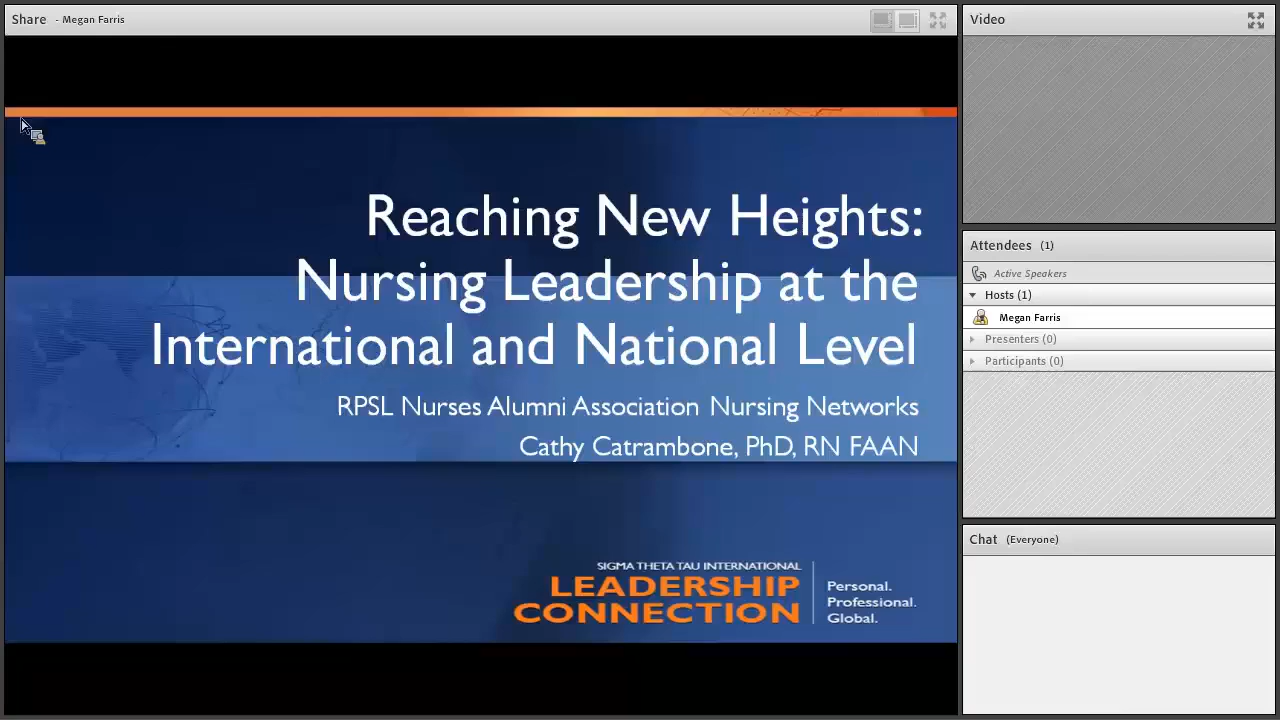 Share - Megan Farris
Reaching New Heights:
Nursing Leadership at the
International and National Level
RPSL Nurses Alumni Association Nursing Networks
Cathy Catrambone, PhD, RN FAAN
SIGMA THETA TAU INTERNATIONAL
LEADERSHIP
CONNECTION
Personal.
Professional.
Global.
Video
Attendees (1)
Active Speakers
Hosts (1)
Megan Farris
Presenters (0)
Participants (0)
Chat (Everyone)